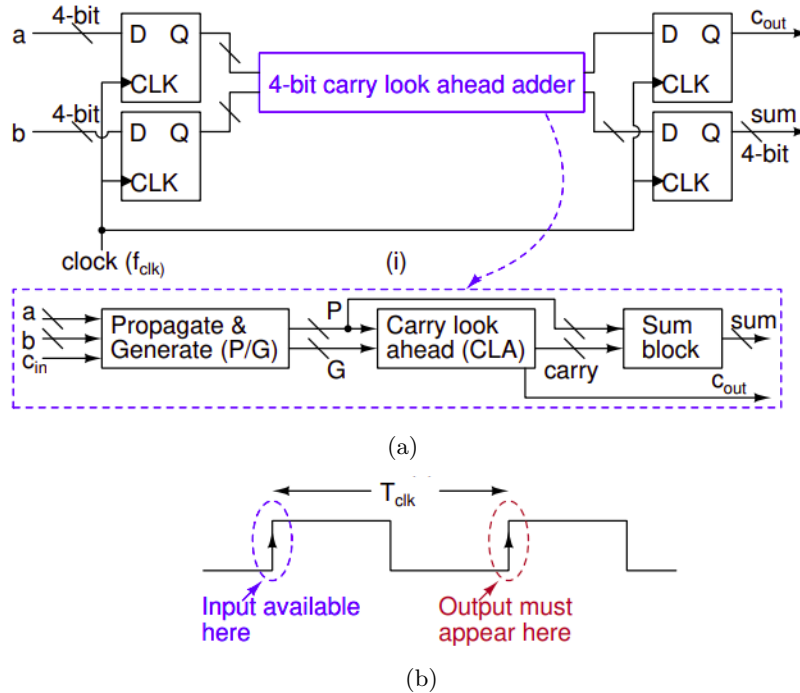 a
4-bit
D Q
CLK
b
4-bit
D Q
CLK
4-bit carry look ahead adder
D Q
CLK
c_out
D Q
CLK
sum
4-bit
clock (f_clk)
(i)
a
b
c_in
Propagate &
Generate (P/G)
P
G
Carry look
ahead (CLA)
carry
Sum
block
sum
c_out
(a)
T_clk
Input available
here
Output must
appear here
(b)